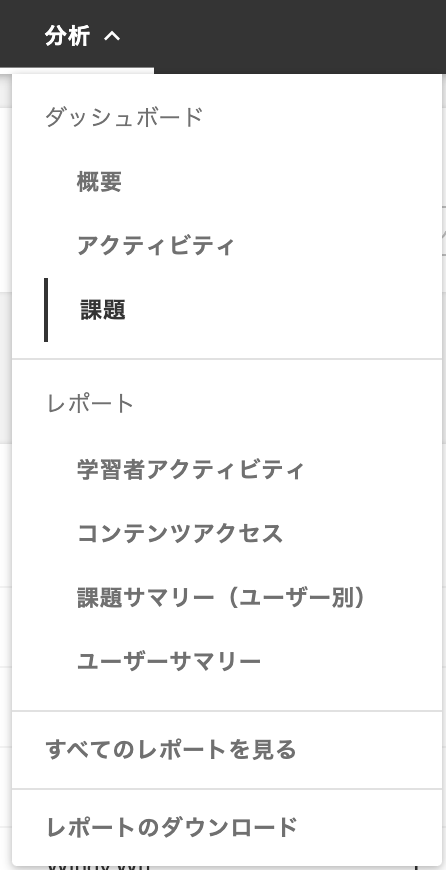 分析
ダッシュボード
概要
アクティビティ
課題
レポート
学習者アクティビティ
コンテンツアクセス
課題サマリー（ユーザー別）
ユーザーサマリー
すべてのレポートを見る
レポートのダウンロード